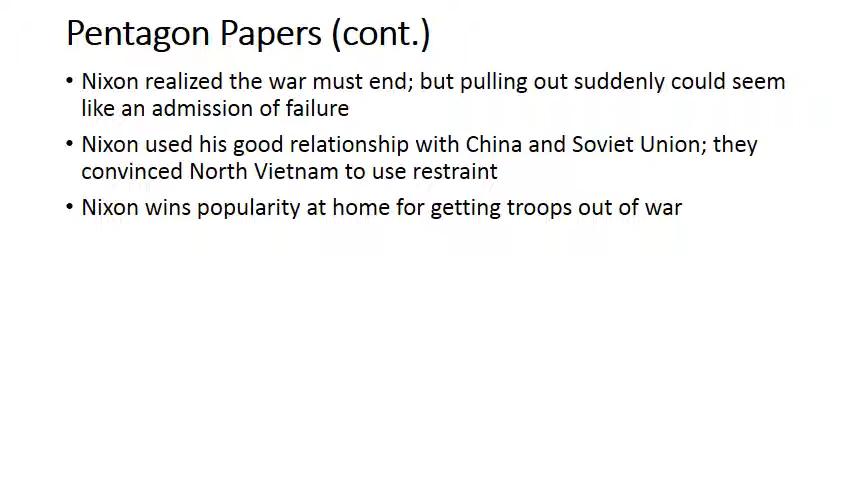 Pentagon Papers (cont.)
• Nixon realized the war must end; but pulling out suddenly could seem
like an admission of failure
• Nixon used his good relationship with China and Soviet Union; they
convinced North Vietnam to use restraint
• Nixon wins popularity at home for getting troops out of war